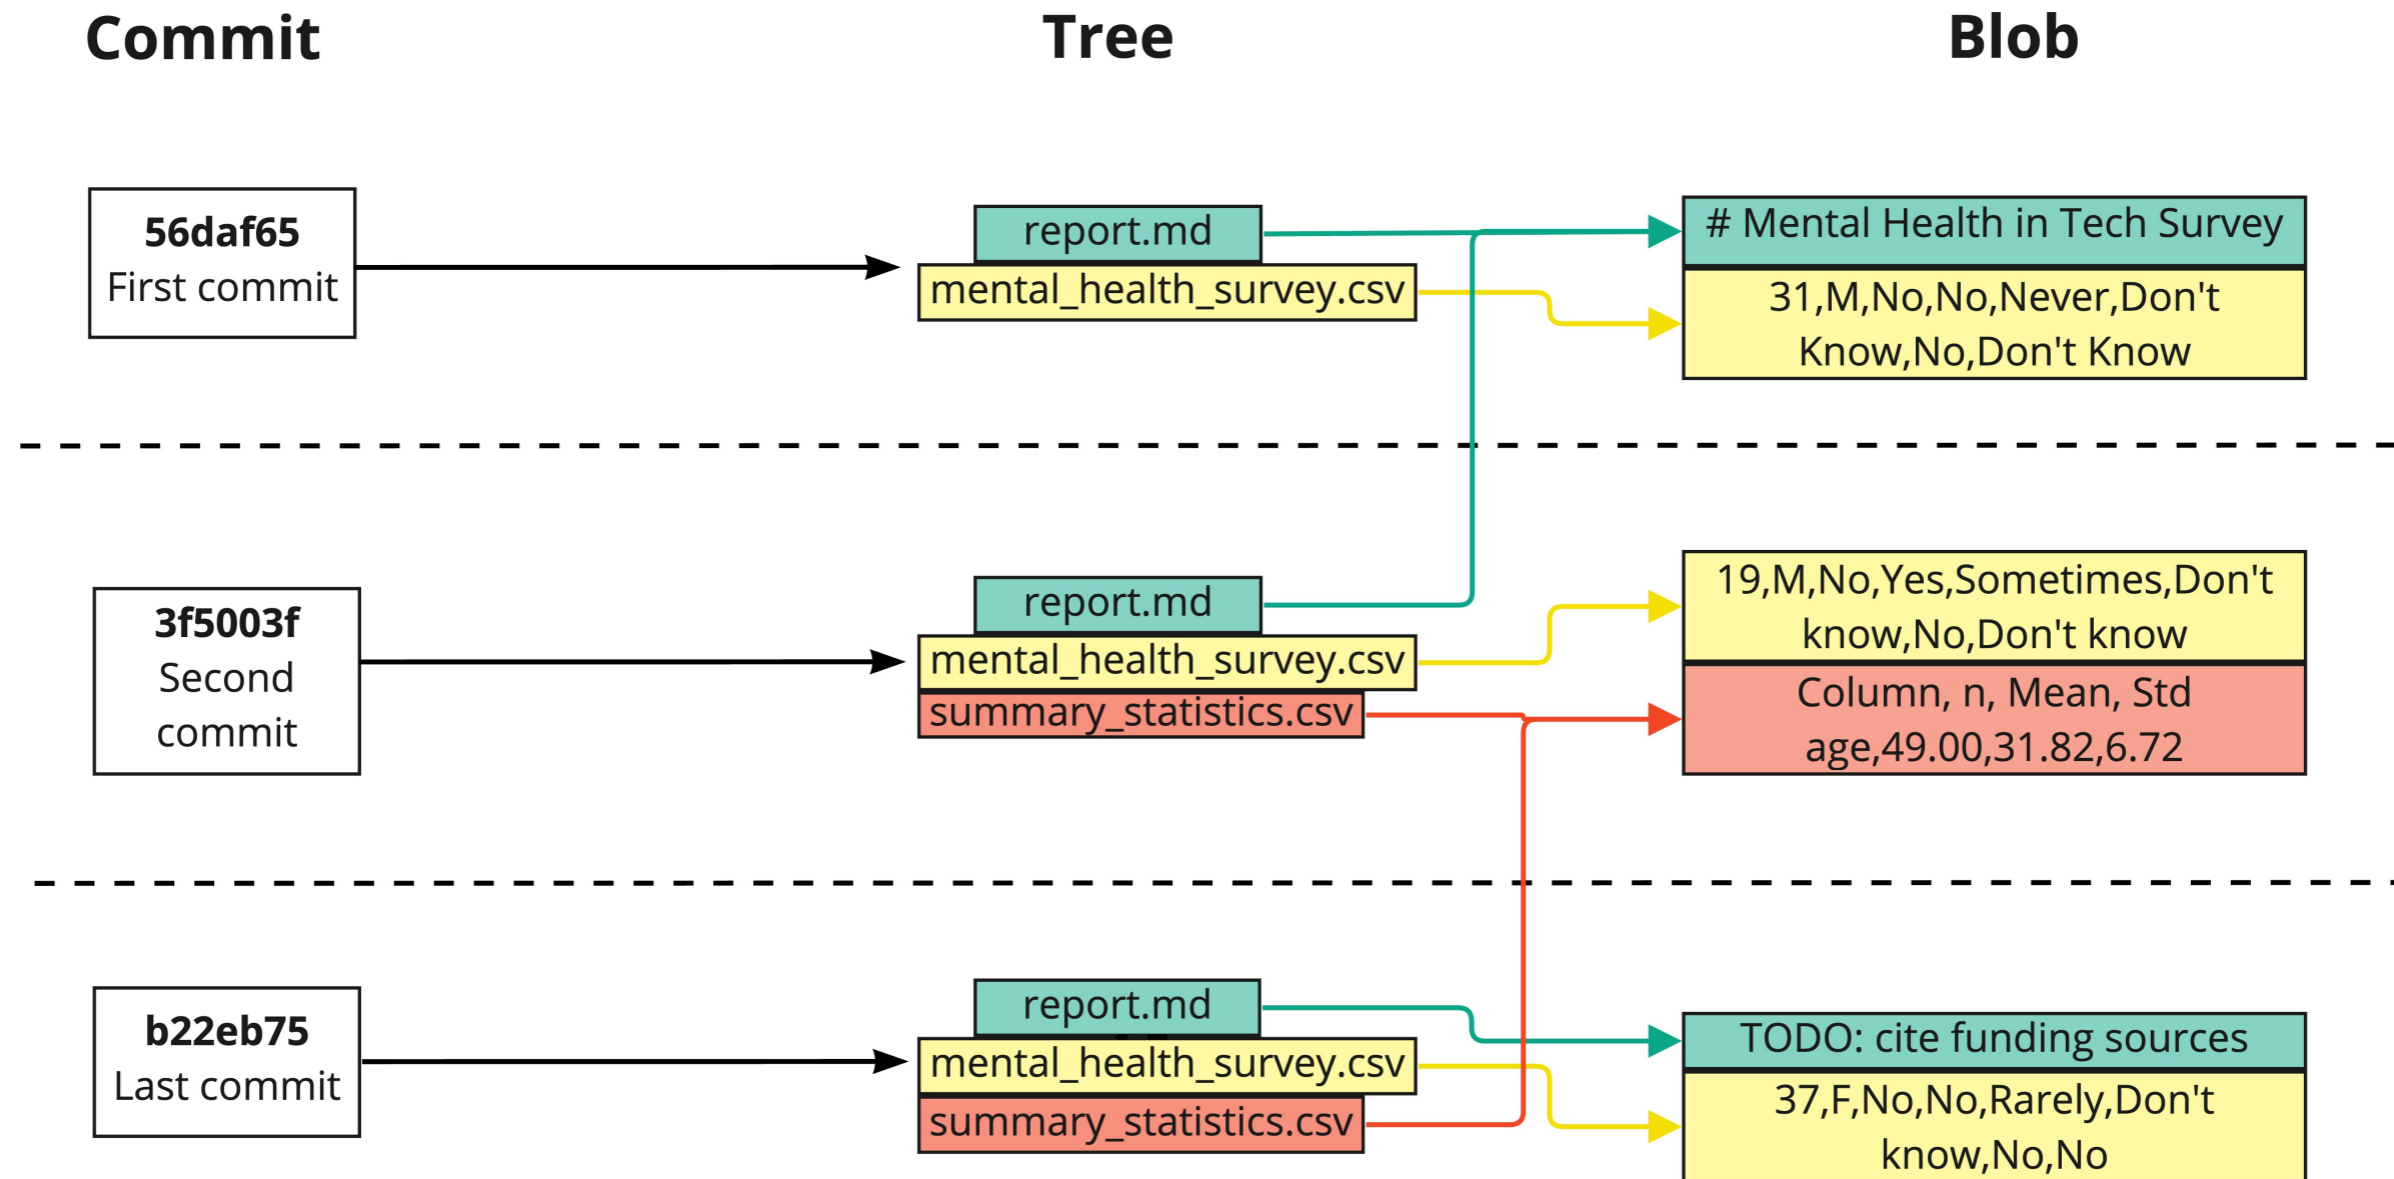 Commit
Tree
Blob
56daf65
First commit
report.md
mental_health_survey.csv
# Mental Health in Tech Survey
31,M,No,No,Never,Don't
Know,No,Don't Know
3f5003f
Second
commit
report.md
mental_health_survey.csv
summary_statistics.csv
19,M,No,Yes,Sometimes,Don't
know,No,Don't know
Column, n, Mean, Std
age,49.00,31.82,6.72
b22eb75
Last commit
report.md
mental_health_survey.csv
summary_statistics.csv
TODO: cite funding sources
37,F,No,No,Rarely,Don't
know,No,No